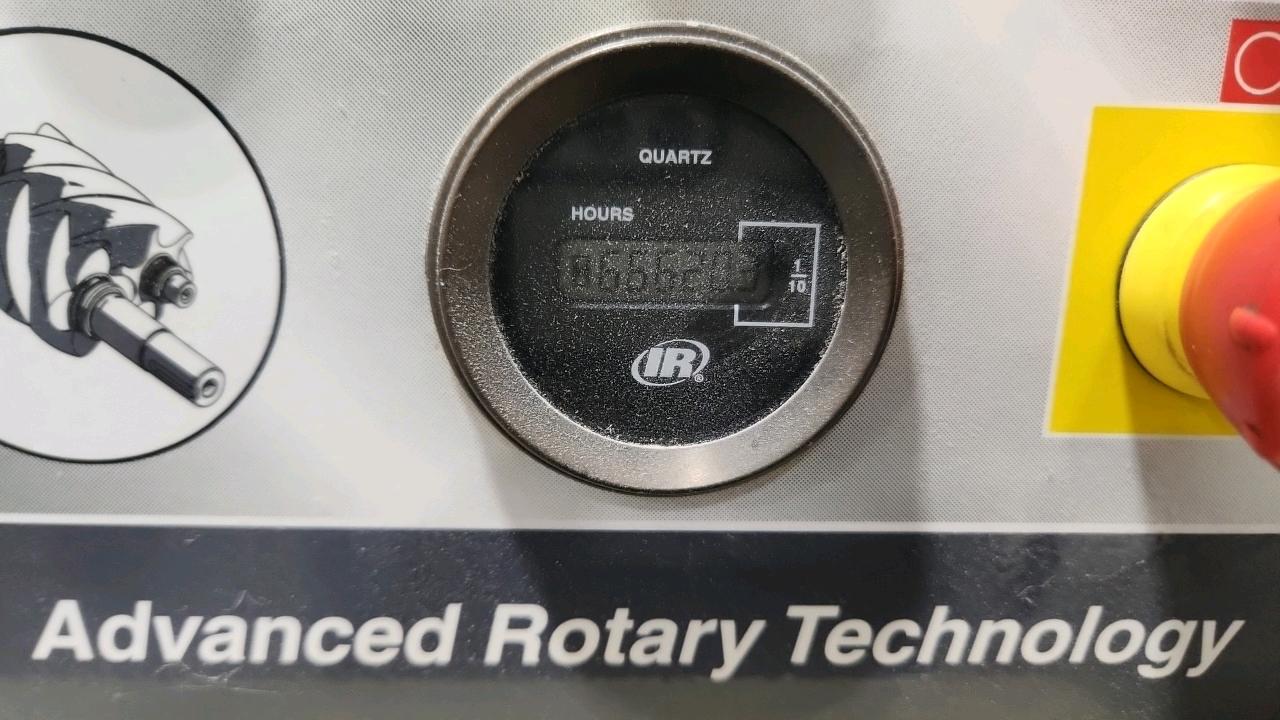 QUARTZ
HOURS
1
10
IR®
Advanced Rotary Technology